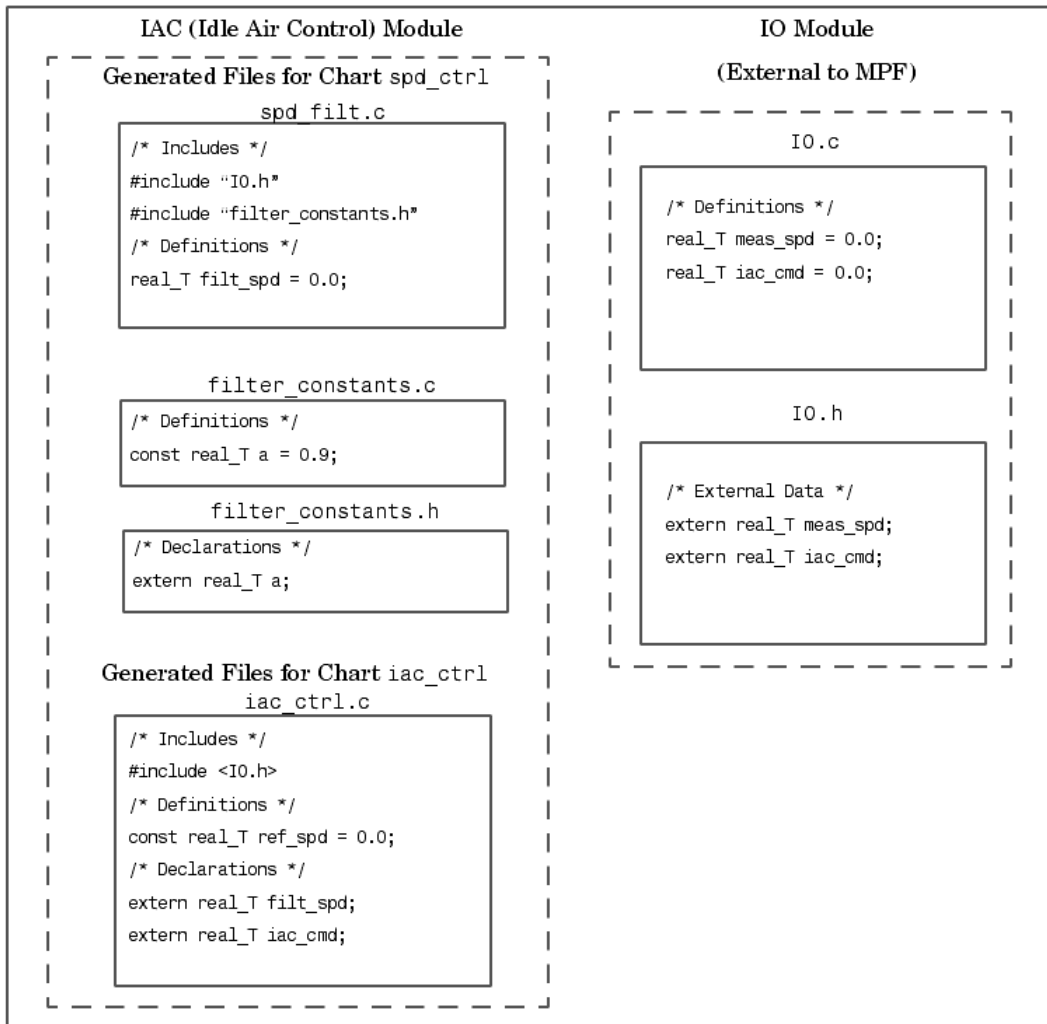 IAC (Idle Air Control) Module
Generated Files for Chart spd_ctrl
spd_filt.c
/* Includes */
#include “IO.h”
#include “filter_constants.h”
/* Definitions */
real_T filt_spd = 0.0;
filter_constants.c
/* Definitions */
const real_T a = 0.9;
filter_constants.h
/* Declarations */
extern real_T a;
Generated Files for Chart iac_ctrl
iac_ctrl.c
/* Includes */
#include <IO.h>
/* Definitions */
const real_T ref_spd = 0.0;
/* Declarations */
extern real_T filt_spd;
extern real_T iac_cmd;
IO Module
(External to MPF)
IO.c
/* Definitions */
real_T meas_spd = 0.0;
real_T iac_cmd = 0.0;
IO.h
/* External Data */
extern real_T meas_spd;
extern real_T iac_cmd;